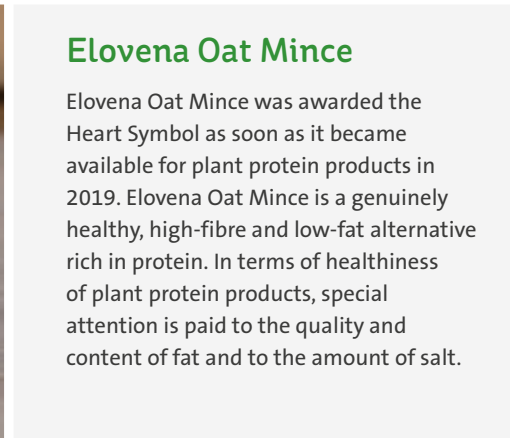 Elovena Oat Mince
Elovena Oat Mince was awarded the
Heart Symbol as soon as it became
available for plant protein products in
2019. Elovena Oat Mince is a genuinely
healthy, high-fibre and low-fat alternative
rich in protein. In terms of healthiness
of plant protein products, special
attention is paid to the quality and
content of fat and to the amount of salt.